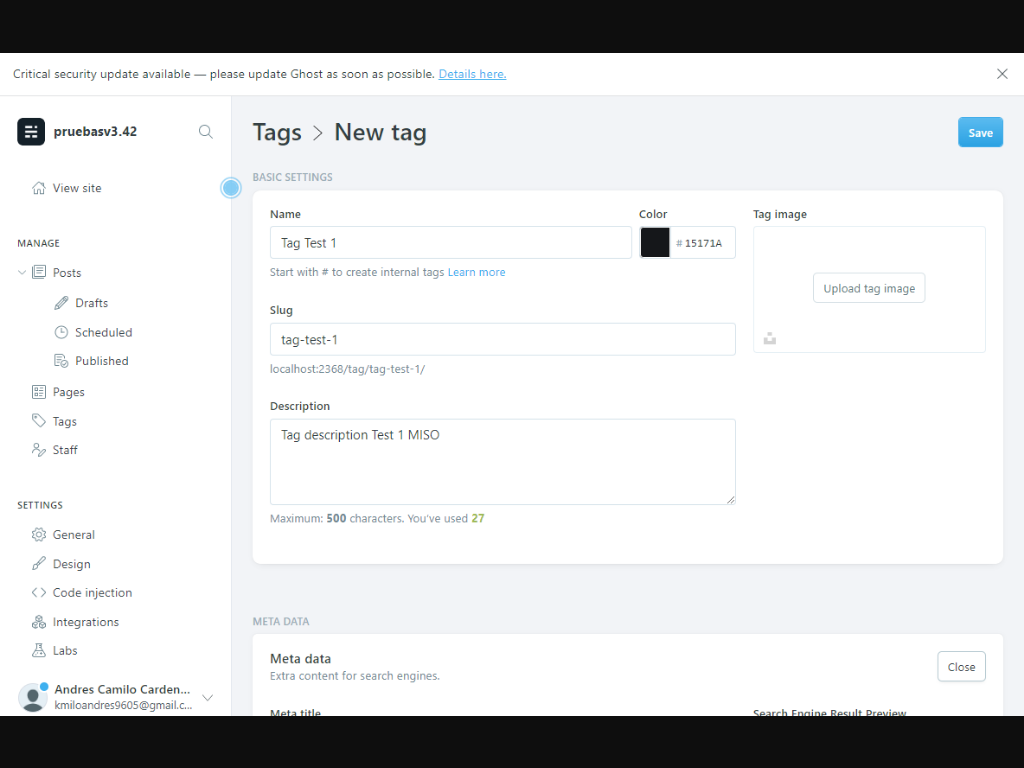 Critical security update available — please update Ghost as soon as possible. Details here.
pruebasv3.42
View site
MANAGE
Posts
Drafts
Scheduled
Published
Pages
Tags
Staff
SETTINGS
General
Design
Code injection
Integrations
Labs
Andres Camilo Carden...
kmiloandres9605@gmail.c...
Tags > New tag
Save
BASIC SETTINGS
Name
Tag Test 1
Start with # to create internal tags Learn more
Color
# 15171A
Slug
tag-test-1
localhost:2368/tag/tag-test-1/
Description
Tag description Test 1 MISO
Maximum: 500 characters. You've used 27
Tag image
Upload tag image
META DATA
Meta data
Extra content for search engines.
Close
Meta title
Search Engine Result Preview